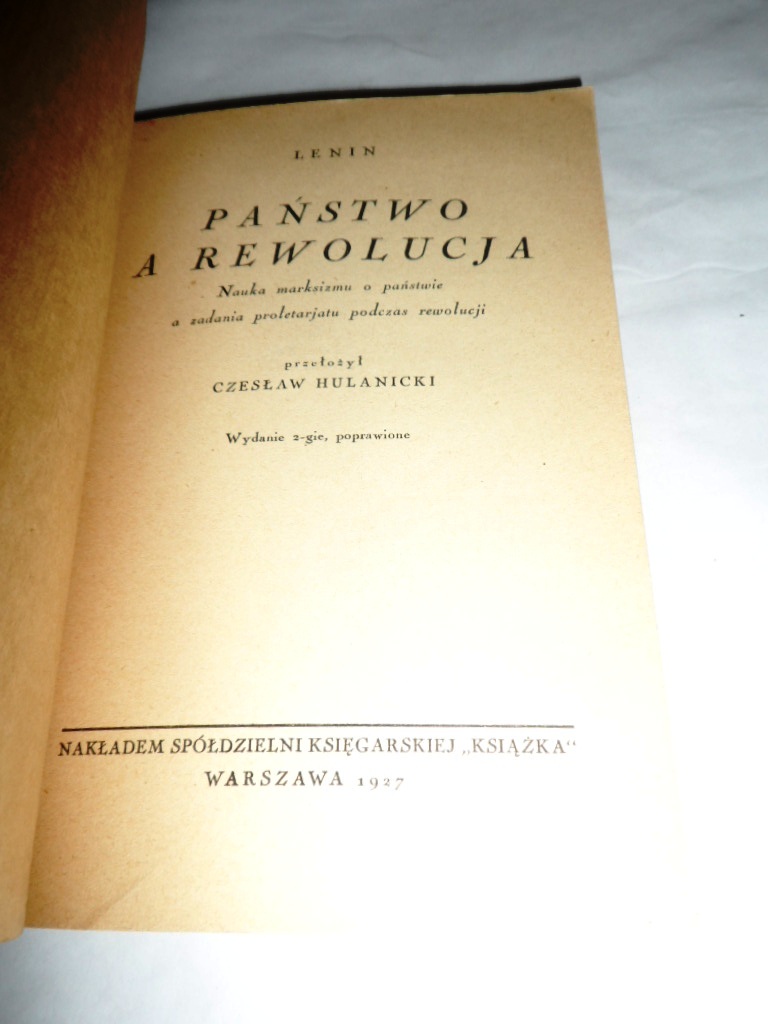 LENIN
PAŃSTWO
A REWOLUCJA
Nauka marksizmu o państwie
a zadania proletarjatu podczas rewolucji
przełożył
CZESŁAW HULANICKI
Wydanie 2-gie, poprawione
NAKŁADEM SPÓŁDZIELNI KSIĘGARSKIEJ „KSIĄŻKA“
WARSZAWA 1927